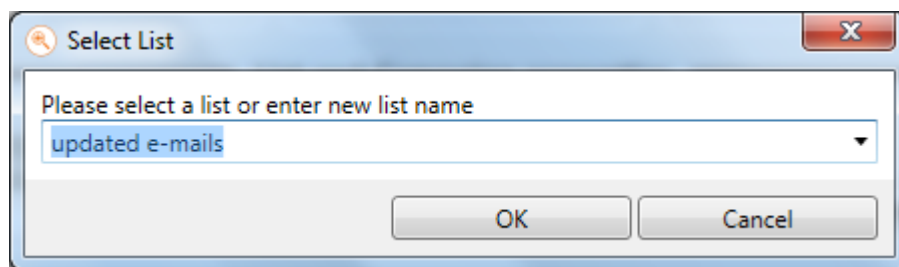 Select List
Please select a list or enter new list name
updated e-mails
OK Cancel